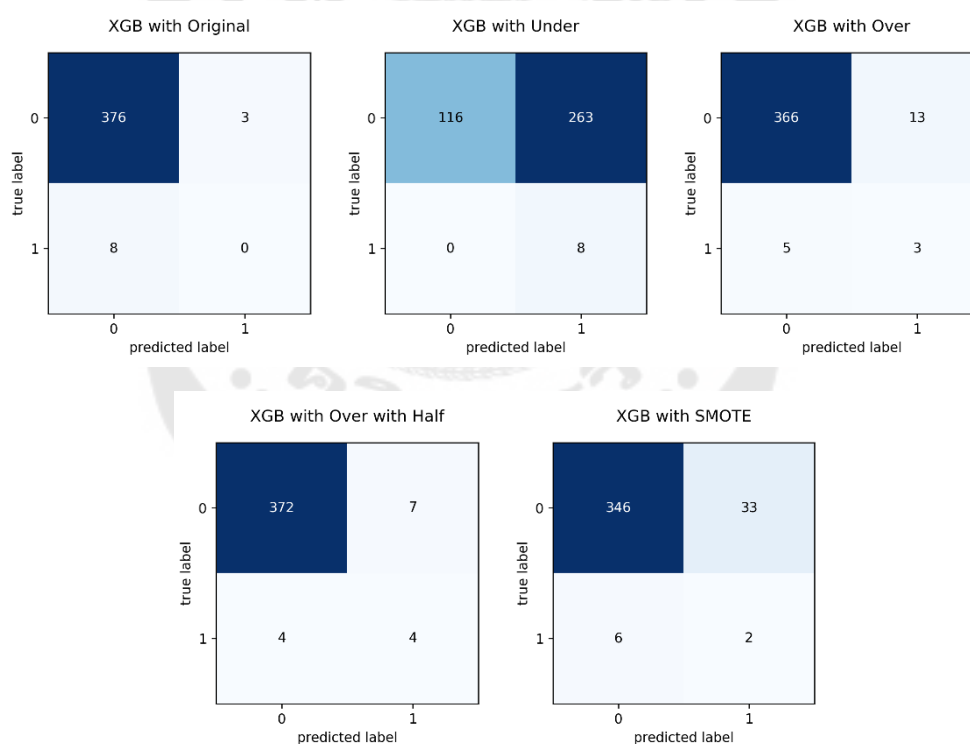 XGB with Original
0
376
3
true label
1
8
0
0
1
predicted label
XGB with Under
0
116
263
true label
1
0
8
0
1
predicted label
XGB with Over
0
366
13
true label
1
5
3
0
1
predicted label
XGB with Over with Half
0
372
7
true label
1
4
4
0
1
predicted label
XGB with SMOTE
0
346
33
true label
1
6
2
0
1
predicted label